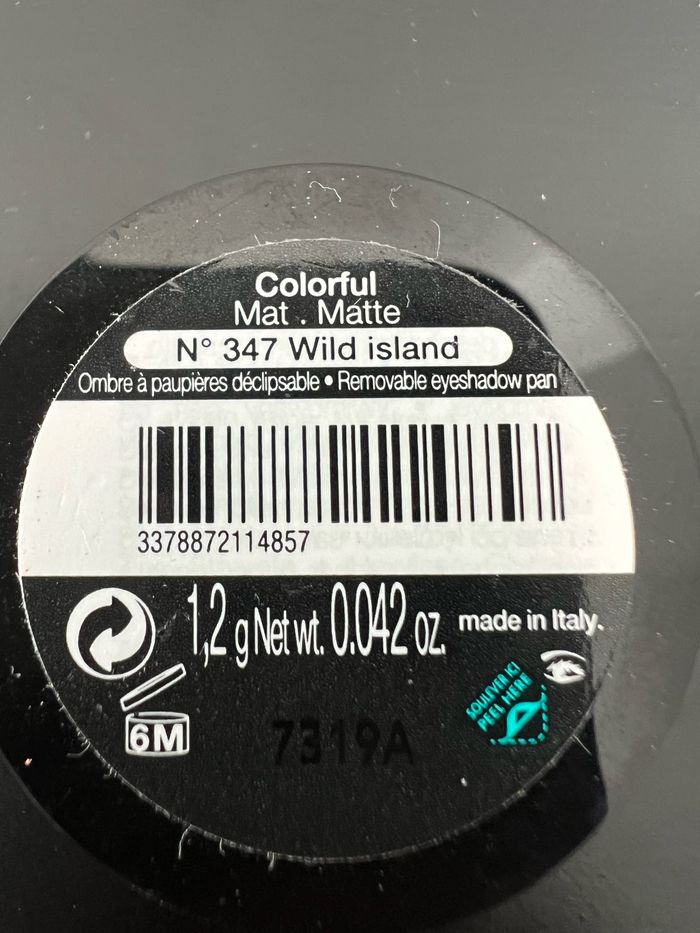 Colorful
Mat . Matte
N° 347 Wild island
Ombre à paupières déclipsable • Removable eyeshadow pan
3378872114857
1,2 g Net wt. 0.042 oz. made in Italy.
SOULEVER ICI
PEEL HERE
6M
7319A